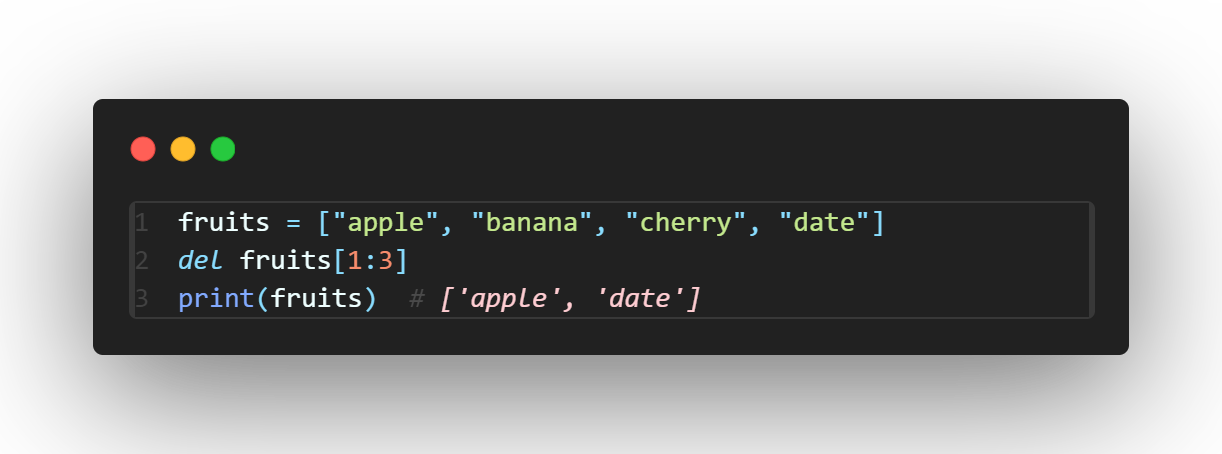 1 fruits = ["apple", "banana", "cherry", "date"]
2 del fruits[1:3]
3 print(fruits)  # ['apple', 'date']